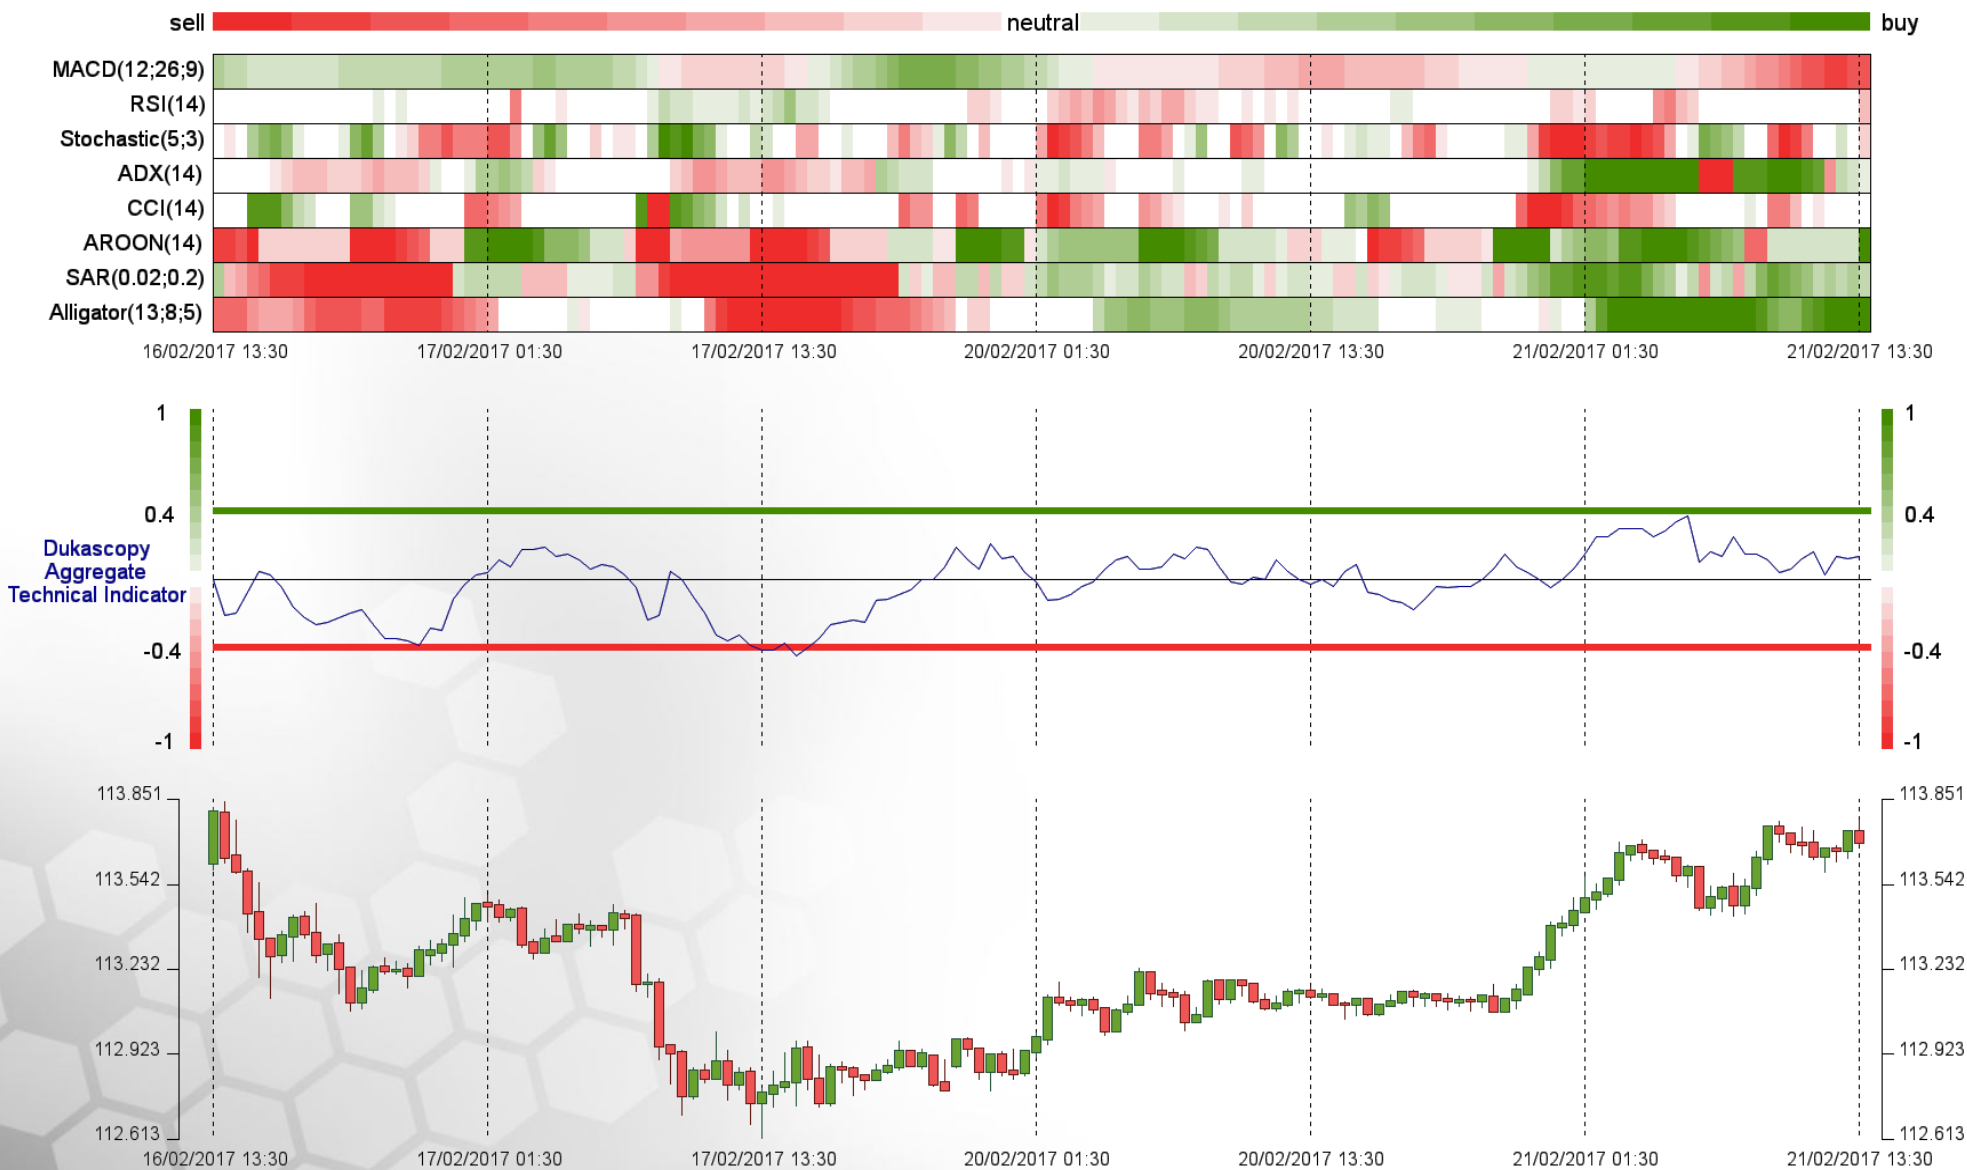 sell neutral buy
MACD(12;26;9)
RSI(14)
Stochastic(5;3)
ADX(14)
CCI(14)
AROON(14)
SAR(0.02;0.2)
Alligator(13;8;5)
16/02/2017 13:30 17/02/2017 01:30 17/02/2017 13:30 20/02/2017 01:30 20/02/2017 13:30 21/02/2017 01:30 21/02/2017 13:30
1 1
0.4 0.4
Dukascopy
Aggregate
Technical Indicator
-0.4 -0.4
-1 -1
113.851 113.851
113.542 113.542
113.232 113.232
112.923 112.923
112.613 112.613
16/02/2017 13:30 17/02/2017 01:30 17/02/2017 13:30 20/02/2017 01:30 20/02/2017 13:30 21/02/2017 01:30 21/02/2017 13:30